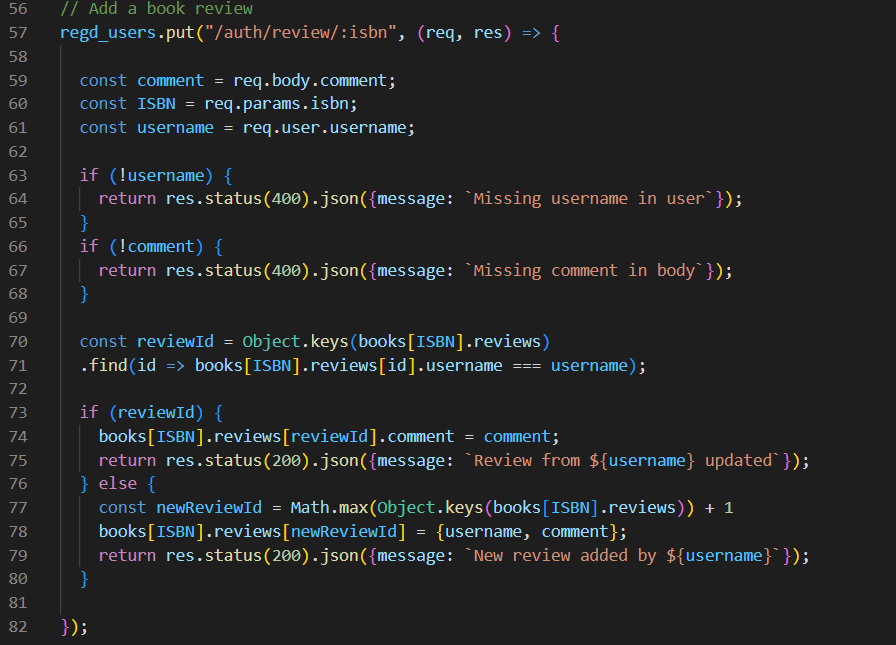 56 // Add a book review
57 regd_users.put("/auth/review/:isbn", (req, res) => {
58
59 const comment = req.body.comment;
60 const ISBN = req.params.isbn;
61 const username = req.user.username;
62
63 if (!username) {
64 return res.status(400).json({message: `Missing username in user`});
65 }
66 if (!comment) {
67 return res.status(400).json({message: `Missing comment in body`});
68 }
69
70 const reviewId = Object.keys(books[ISBN].reviews)
71 .find(id => books[ISBN].reviews[id].username === username);
72
73 if (reviewId) {
74 books[ISBN].reviews[reviewId].comment = comment;
75 return res.status(200).json({message: `Review from ${username} updated`});
76 } else {
77 const newReviewId = Math.max(Object.keys(books[ISBN].reviews)) + 1
78 books[ISBN].reviews[newReviewId] = {username, comment};
79 return res.status(200).json({message: `New review added by ${username}`});
80 }
81
82 });